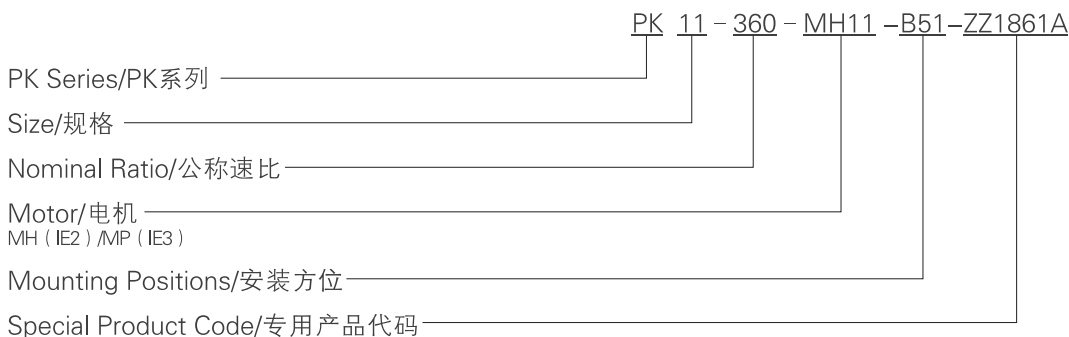 PK 11 – 360 – MH11 –B51–ZZ1861A
PK Series/PK系列
Size/规格
Nominal Ratio/公称速比
Motor/电机
MH ( IE2 ) /MP ( IE3 )
Mounting Positions/安装方位
Special Product Code/专用产品代码